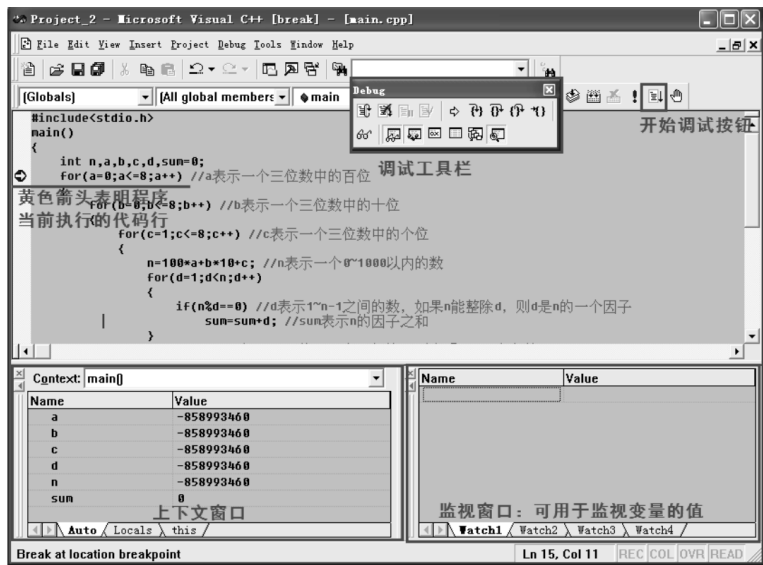 Project_2 - Microsoft Visual C++ [break] - [main.cpp]
File Edit View Insert Project Debug Tools Window Help
(Globals) (All global members main
Debug
开始调试按钮
调试工具栏
#include<stdio.h>
main()
{
int n,a,b,c,d,sum=0;
for(a=0;a<=8;a++) //a表示一个三位数中的百位
黄色箭头表明程序
当前执行的代码行
for(b=0;b<=8;b++) //b表示一个三位数中的十位
{
for(c=1;c<=8;c++) //c表示一个三位数中的个位
{
n=100*a+b*10+c; //n表示一个0~1000以内的数
for(d=1;d<n;d++)
{
if(n%d==0) //d表示1~n-1之间的数, 如果n能整除d, 则d是n的一个因子
sum=sum+d; //sum表示n的因子之和
}
Context: main()
Name Value
a -858993460
b -858993460
c -858993460
d -858993460
n -858993460
sum 0
上下文窗口
Auto Locals this
Name Value
监视窗口：可用于监视变量的值
Watch1 Watch2 Watch3 Watch4
Break at location breakpoint
Ln 15, Col 11 REC COL OVR READ